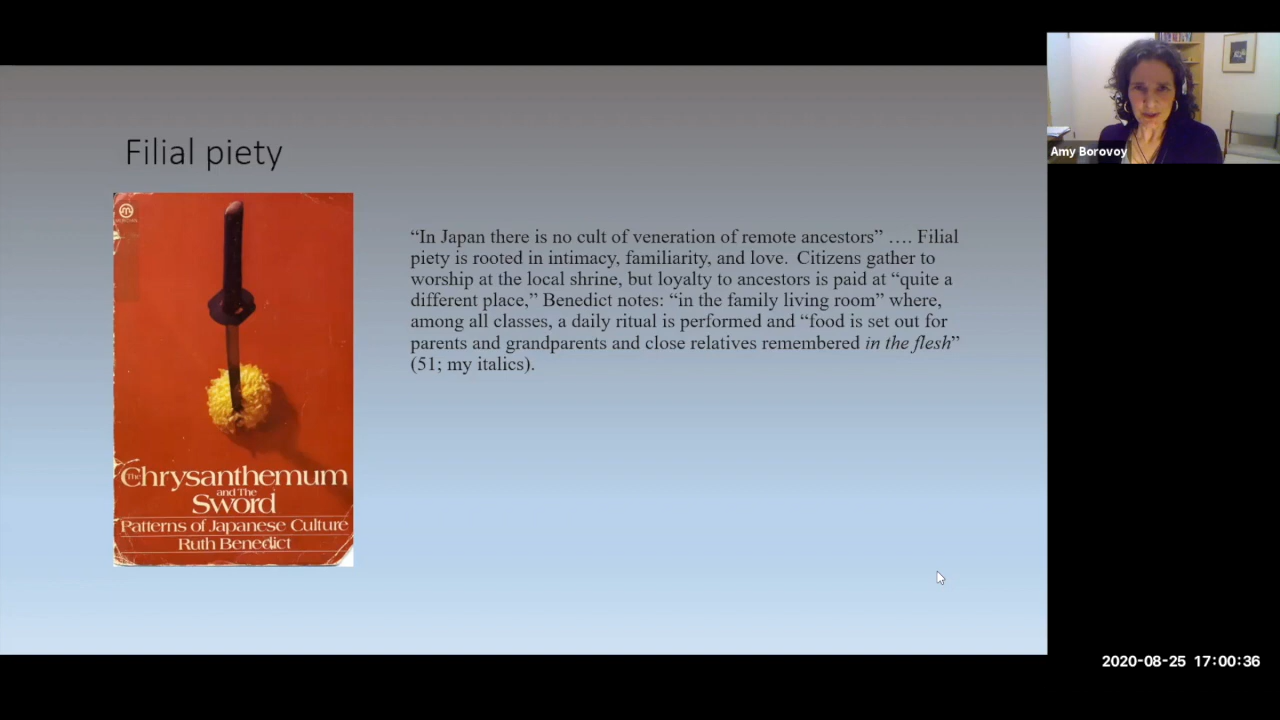 Filial piety
“In Japan there is no cult of veneration of remote ancestors” …. Filial
piety is rooted in intimacy, familiarity, and love.  Citizens gather to
worship at the local shrine, but loyalty to ancestors is paid at “quite a
different place,” Benedict notes: “in the family living room” where,
among all classes, a daily ritual is performed and “food is set out for
parents and grandparents and close relatives remembered in the flesh”
(51; my italics).
The Chrysanthemum
and The
Sword
Patterns of Japanese Culture
Ruth Benedict
Amy Borovoy
2020-08-25 17:00:36